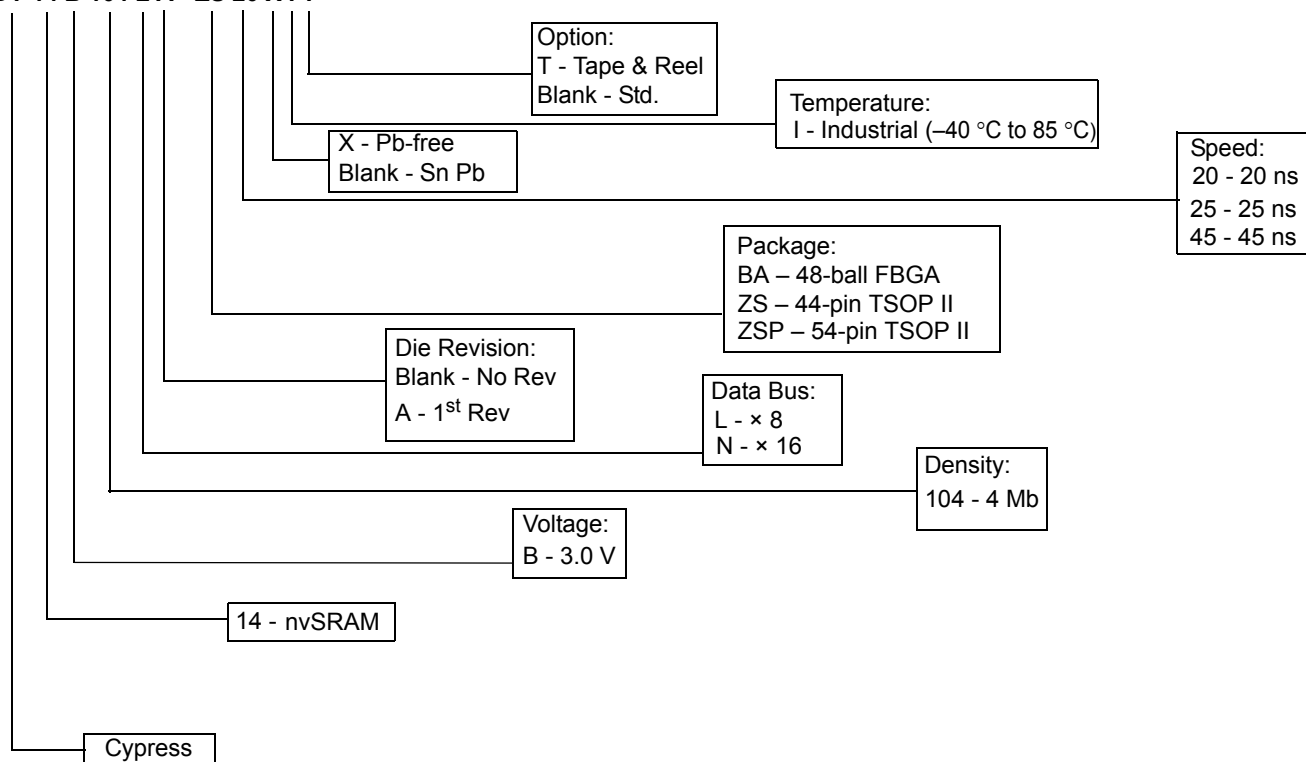 Option:
T - Tape & Reel
Blank - Std.
Temperature:
I - Industrial (–40 °C to 85 °C)
X - Pb-free
Blank - Sn Pb
Speed:
20 - 20 ns
25 - 25 ns
45 - 45 ns
Package:
BA – 48-ball FBGA
ZS – 44-pin TSOP II
ZSP – 54-pin TSOP II
Die Revision:
Blank - No Rev
A - 1st Rev
Data Bus:
L - × 8
N - × 16
Density:
104 - 4 Mb
Voltage:
B - 3.0 V
14 - nvSRAM
Cypress